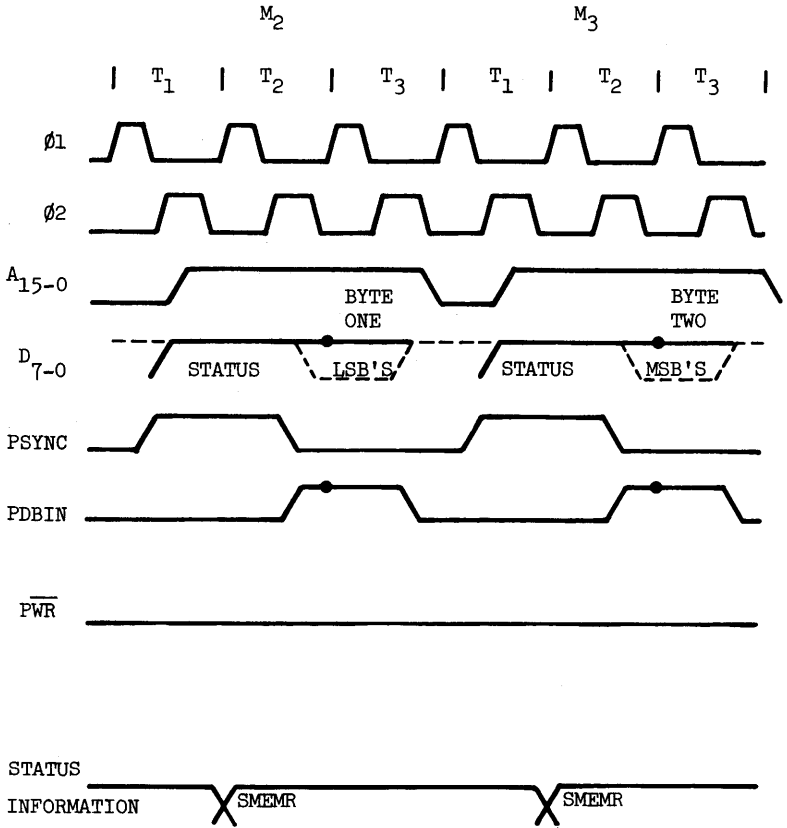 M2 M3
T1 T2 T3 T1 T2 T3
Ø1
Ø2
A15-0
BYTE ONE BYTE TWO
D7-0
STATUS LSB'S STATUS MSB'S
PSYNC
PDBIN
PW̅R̅
STATUS INFORMATION
SMEMR SMEMR